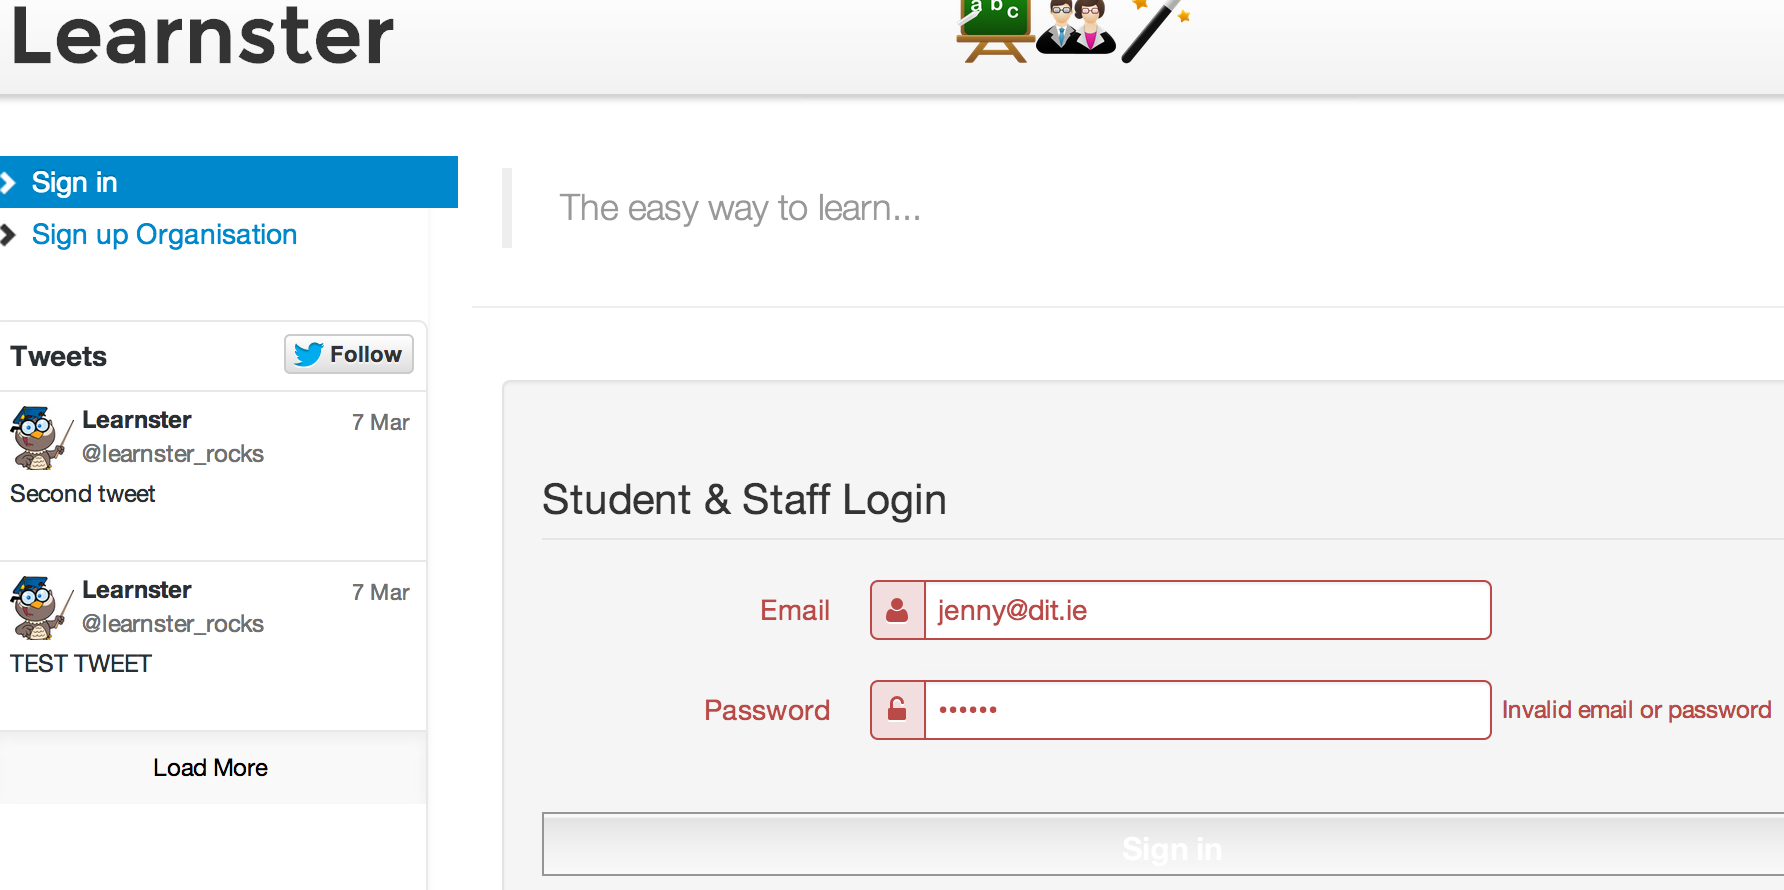 Learnster
a b c
Sign in
Sign up Organisation
The easy way to learn...
Tweets
Follow
Learnster
7 Mar
@learnster_rocks
Second tweet
Learnster
7 Mar
@learnster_rocks
TEST TWEET
Load More
Student & Staff Login
Email
jenny@dit.ie
Password
••••••
Invalid email or password
Sign in